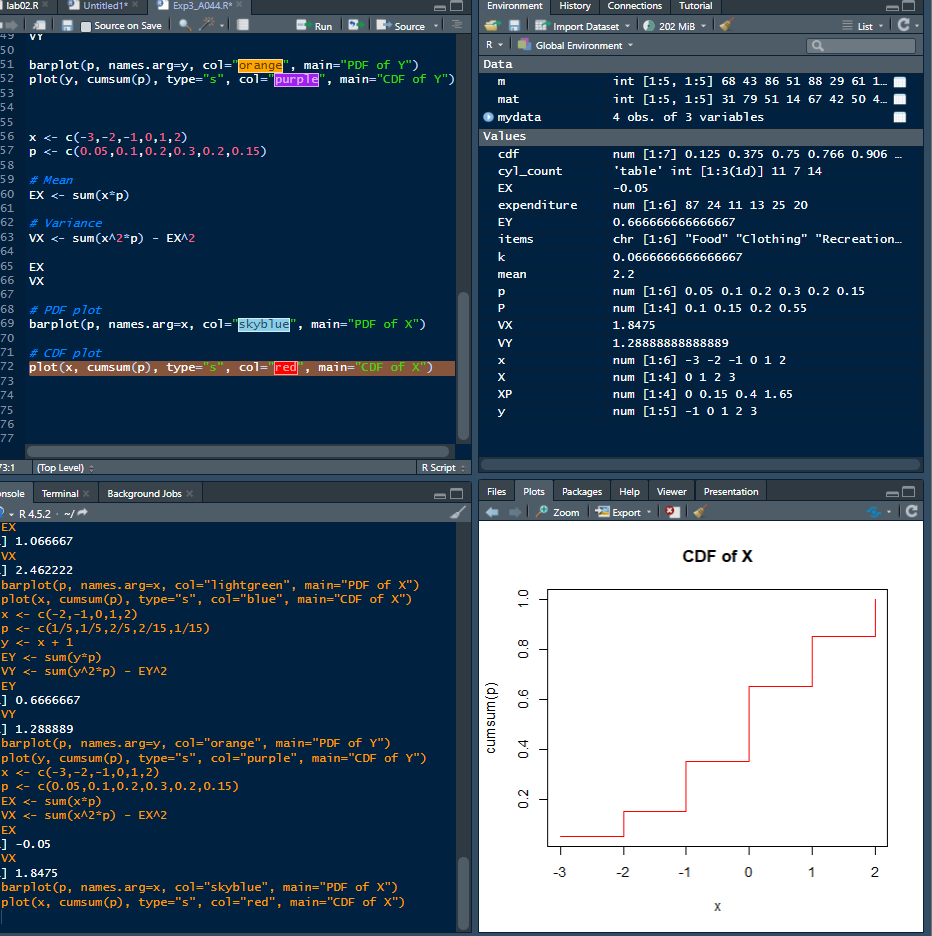 lab02.R
Untitled1*
Exp3_A044.R*
Source on Save
Run
Source
49 VY
50
51 barplot(p, names.arg=y, col="orange", main="PDF of Y")
52 plot(y, cumsum(p), type="s", col="purple", main="CDF of Y")
53
54
55
56 x <- c(-3,-2,-1,0,1,2)
57 p <- c(0.05,0.1,0.2,0.3,0.2,0.15)
58
59 # Mean
60 EX <- sum(x*p)
61
62 # Variance
63 VX <- sum(x^2*p) - EX^2
64
65 EX
66 VX
67
68 # PDF plot
69 barplot(p, names.arg=x, col="skyblue", main="PDF of X")
70
71 # CDF plot
72 plot(x, cumsum(p), type="s", col="red", main="CDF of X")
73
74
75
76
77
73:1 (Top Level) R Script
onsole Terminal Background Jobs
R 4.5.2 · ~/
EX
] 1.066667
VX
] 2.462222
barplot(p, names.arg=x, col="lightgreen", main="PDF of X")
plot(x, cumsum(p), type="s", col="blue", main="CDF of X")
x <- c(-2,-1,0,1,2)
p <- c(1/5,1/5,2/5,2/15,1/15)
y <- x + 1
EY <- sum(y*p)
VY <- sum(y^2*p) - EY^2
EY
] 0.6666667
VY
] 1.288889
barplot(p, names.arg=y, col="orange", main="PDF of Y")
plot(y, cumsum(p), type="s", col="purple", main="CDF of Y")
x <- c(-3,-2,-1,0,1,2)
p <- c(0.05,0.1,0.2,0.3,0.2,0.15)
EX <- sum(x*p)
VX <- sum(x^2*p) - EX^2
EX
] -0.05
VX
] 1.8475
barplot(p, names.arg=x, col="skyblue", main="PDF of X")
plot(x, cumsum(p), type="s", col="red", main="CDF of X")
Environment History Connections Tutorial
Import Dataset 202 MiB List
R Global Environment
Data
m int [1:5, 1:5] 68 43 86 51 88 29 61 1…
mat int [1:5, 1:5] 31 79 51 14 67 42 50 4…
mydata 4 obs. of 3 variables
Values
cdf num [1:7] 0.125 0.375 0.75 0.766 0.906 …
cyl_count 'table' int [1:3(1d)] 11 7 14
EX -0.05
expenditure num [1:6] 87 24 11 13 25 20
EY 0.666666666666667
items chr [1:6] "Food" "Clothing" "Recreation…
k 0.0666666666666667
mean 2.2
p num [1:6] 0.05 0.1 0.2 0.3 0.2 0.15
P num [1:4] 0.1 0.15 0.2 0.55
VX 1.8475
VY 1.28888888888889
x num [1:6] -3 -2 -1 0 1 2
X num [1:4] 0 1 2 3
XP num [1:4] 0 0.15 0.4 1.65
y num [1:5] -1 0 1 2 3
Files Plots Packages Help Viewer Presentation
Zoom Export
CDF of X
cumsum(p)
1.0
0.8
0.6
0.4
0.2
-3 -2 -1 0 1 2
x